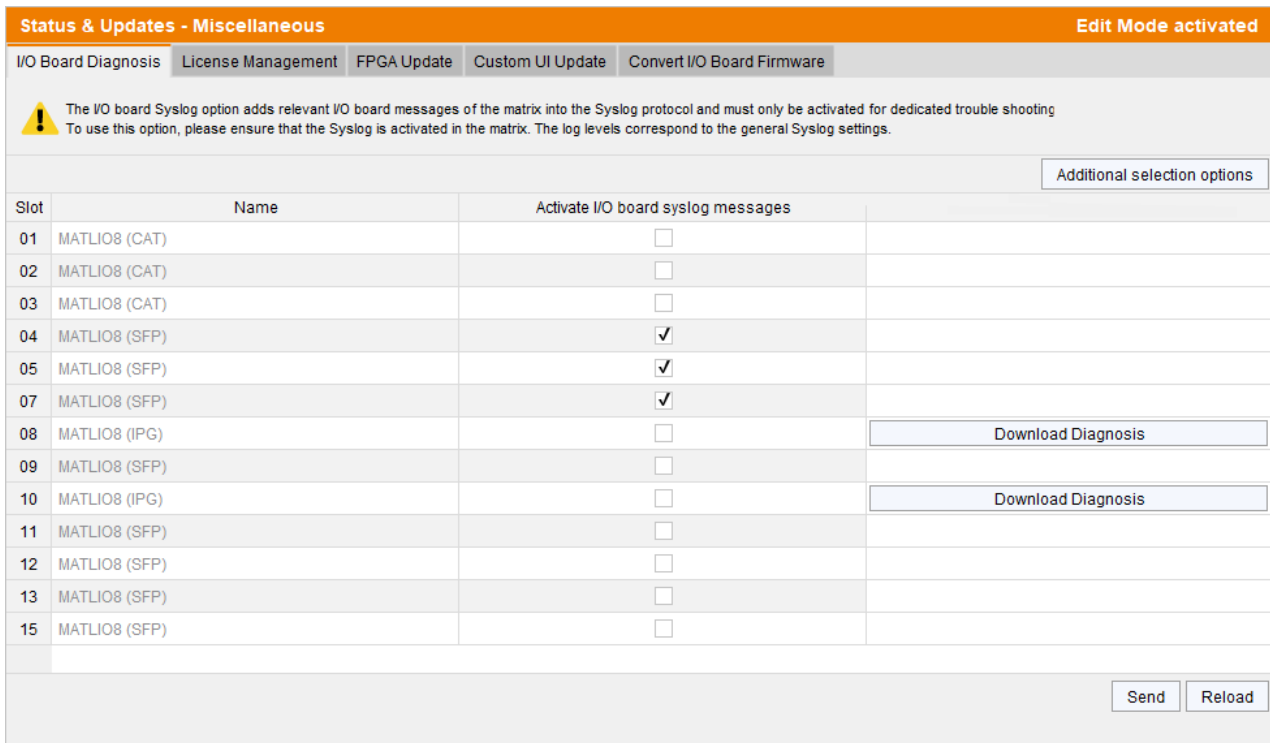 Status & Updates - Miscellaneous Edit Mode activated
I/O Board Diagnosis License Management FPGA Update Custom UI Update Convert I/O Board Firmware
The I/O board Syslog option adds relevant I/O board messages of the matrix into the Syslog protocol and must only be activated for dedicated trouble shooting
To use this option, please ensure that the Syslog is activated in the matrix. The log levels correspond to the general Syslog settings.
Additional selection options
Slot Name Activate I/O board syslog messages
01 MATLIO8 (CAT)
02 MATLIO8 (CAT)
03 MATLIO8 (CAT)
04 MATLIO8 (SFP)
05 MATLIO8 (SFP)
07 MATLIO8 (SFP)
08 MATLIO8 (IPG) Download Diagnosis
09 MATLIO8 (SFP)
10 MATLIO8 (IPG) Download Diagnosis
11 MATLIO8 (SFP)
12 MATLIO8 (SFP)
13 MATLIO8 (SFP)
15 MATLIO8 (SFP)
Send Reload